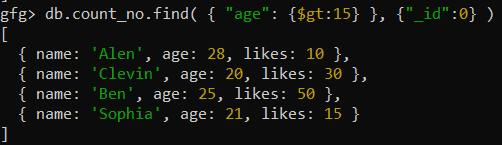 gfg> db.count_no.find( { "age": {$gt:15} }, {"_id":0} )
[
  { name: 'Alen', age: 28, likes: 10 },
  { name: 'Clevin', age: 20, likes: 30 },
  { name: 'Ben', age: 25, likes: 50 },
  { name: 'Sophia', age: 21, likes: 15 }
]